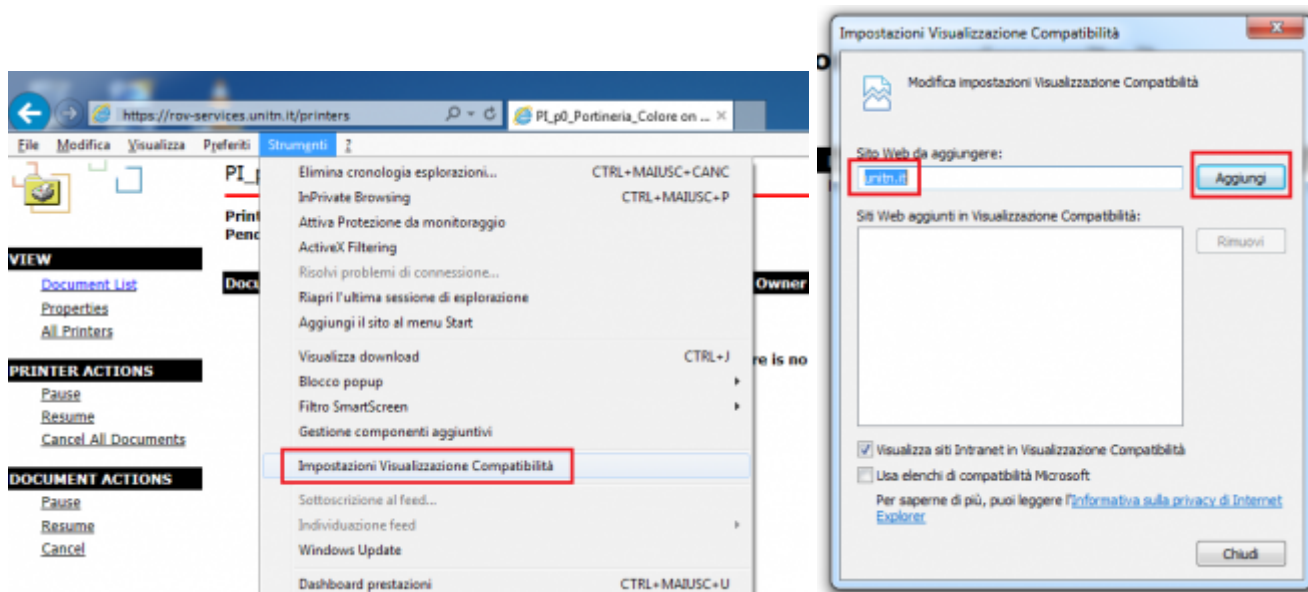 https://rov-services.unitn.it/printers
PI_p0_Portineria_Colore on ...
File Modifica Visualizza Preferiti Strumenti ?
PI_p
Print
Pend
VIEW
Document List
Properties
All Printers
PRINTER ACTIONS
Pause
Resume
Cancel All Documents
DOCUMENT ACTIONS
Pause
Resume
Cancel
Docu
Elimina cronologia esplorazioni... CTRL+MAIUSC+CANC
InPrivate Browsing CTRL+MAIUSC+P
Attiva Protezione da monitoraggio
ActiveX Filtering
Risolvi problemi di connessione...
Riapri l'ultima sessione di esplorazione
Aggiungi il sito al menu Start
Visualizza download CTRL+J
Blocco popup
Filtro SmartScreen
Gestione componenti aggiuntivi
Impostazioni Visualizzazione Compatibilità
Sottoscrizione al feed...
Individuazione feed
Windows Update
Dashboard prestazioni CTRL+MAIUSC+U
Owner
re is no
Impostazioni Visualizzazione Compatibilità
Modifica impostazioni Visualizzazione Compatibilità
Sito Web da aggiungere:
unitn.it
Aggiungi
Siti Web aggiunti in Visualizzazione Compatibilità:
Rimuovi
Visualizza siti Intranet in Visualizzazione Compatibilità
Usa elenchi di compatibilità Microsoft
Per saperne di più, puoi leggere l'Informativa sulla privacy di Internet
Explorer
Chiudi